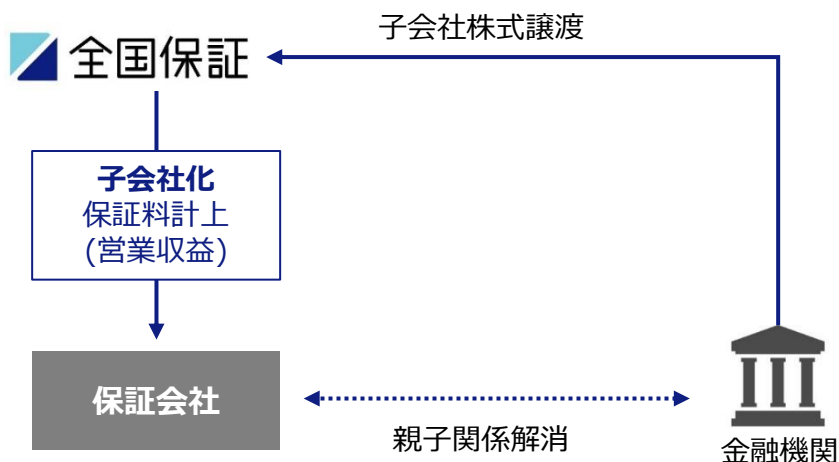 子会社株式譲渡
全国保証
子会社化
保証料計上
(営業収益)
保証会社
親子関係解消
金融機関